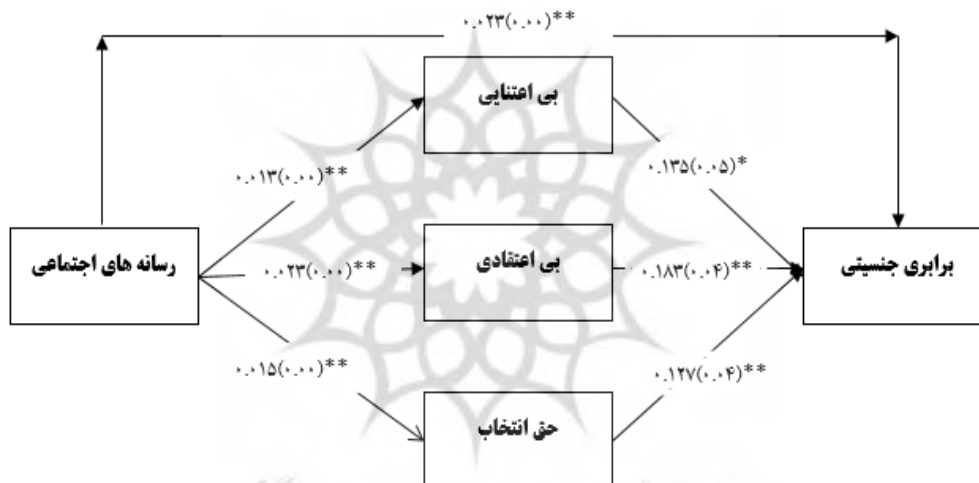 ۰.۰۲۳(۰.۰۰)**
بی اعتنایی
۰.۰۱۳(۰.۰۰)**
۰.۱۳۵(۰.۰۵)*
رسانه های اجتماعی
۰.۰۲۳(۰.۰۰)**
بی اعتقادی
۰.۱۸۳(۰.۰۴)**
برابری جنسیتی
۰.۰۱۵(۰.۰۰)**
۰.۱۲۷(۰.۰۴)**
حق انتخاب